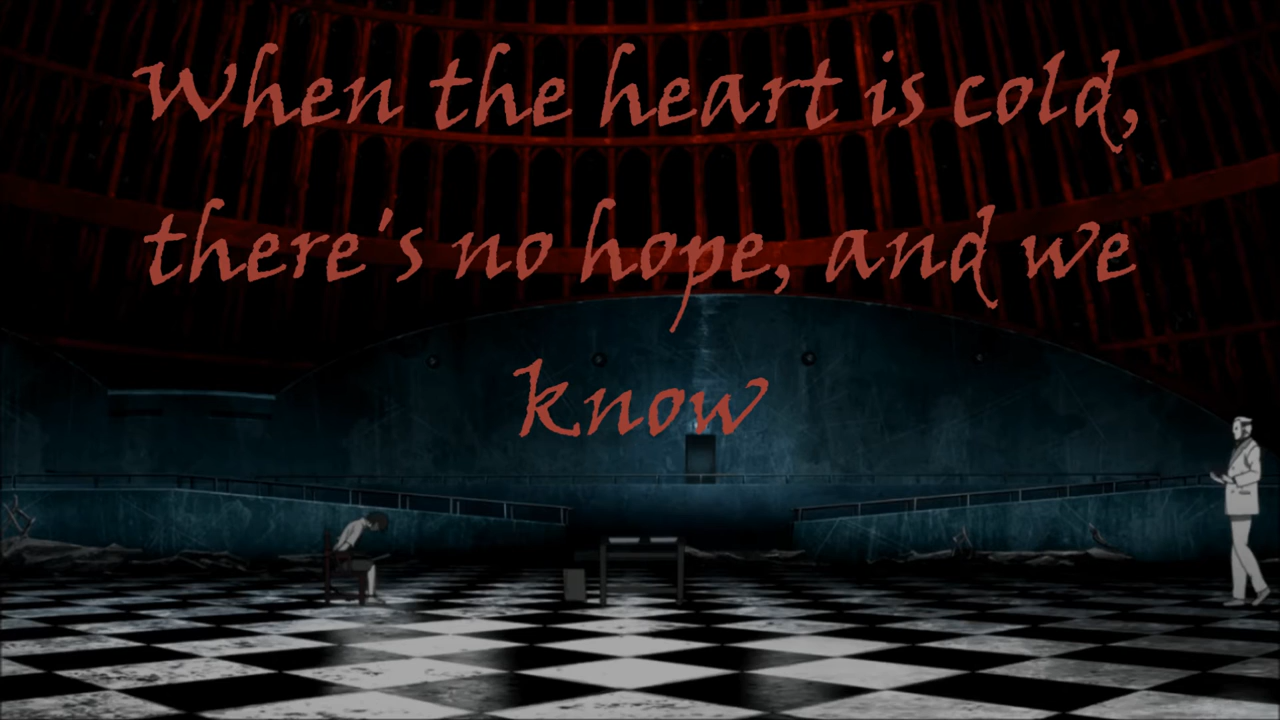 When the heart is cold,
there's no hope, and we
know